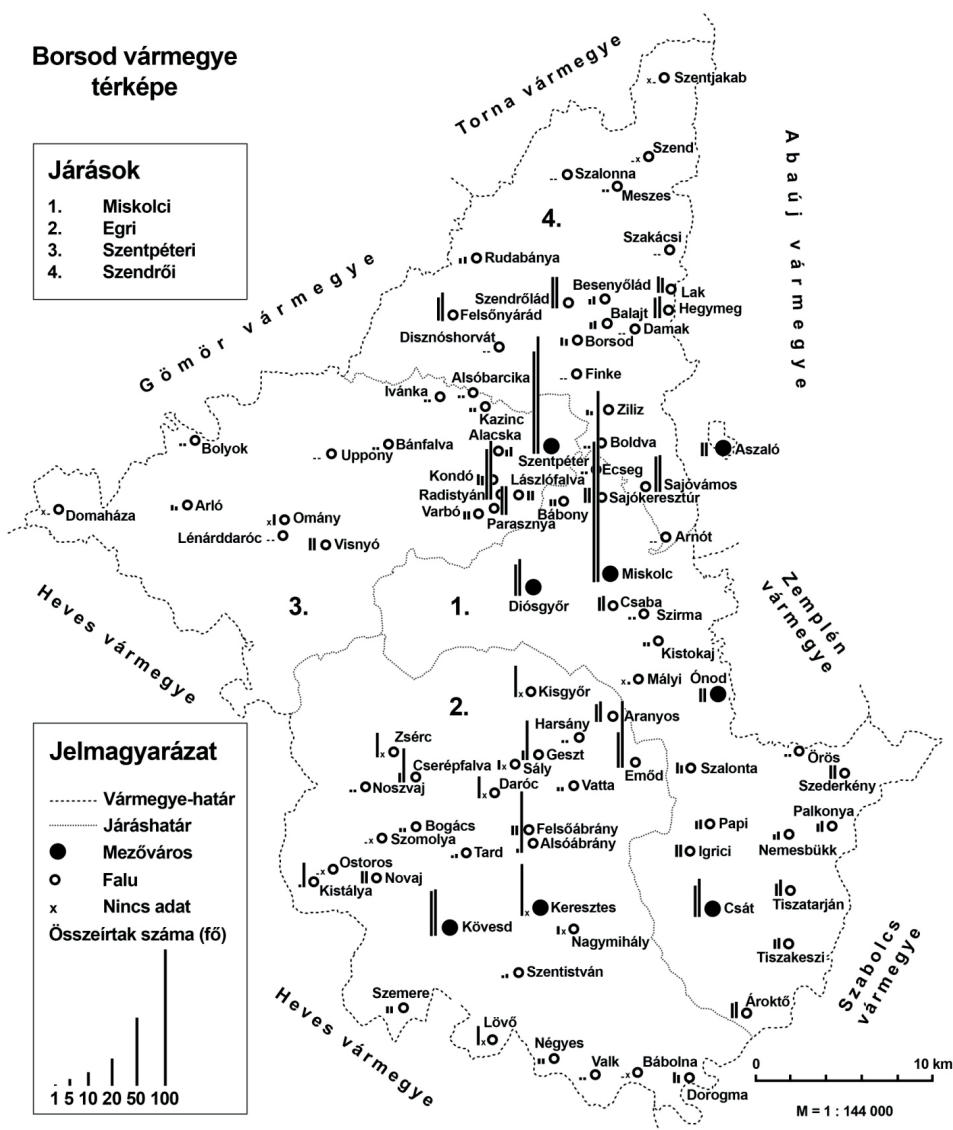 Borsod vármegye
térképe
Járások
1. Miskolci
2. Egri
3. Szentpéteri
4. Szendrői
Torna vármegye
Abaúj vármegye
Gömör vármegye
Szentjakab
x
Szend
x
Szalonna
Meszes
4.
Szakácsi
Rudabánya
Besenyőlád
Lak
Szendrőlád
Hegymeg
Felsőnyárád
Balajt
Damak
Disznóshorvát
Borsod
Finke
Alsóbarcika
Ivánka
Kazinc
Ziliz
Alacska
Bolyok
Bánfalva
Boldva
Aszaló
Uppony
Szentpéter
Ecseg
Kondó
Lászlófalva
Sajóvámos
Radistyán
Sajókeresztúr
Domaháza
x
Arló
Varbó
Parasznya
Bábony
Omány
x
Lénárddaróc
Visnyó
Arnót
Miskolc
Heves vármegye
3.
1.
Diósgyőr
Csaba
Szirma
Zemplén
vármegye
Kistokaj
Mályi
x
Ónod
Kisgyőr
x
2.
Aranyos
Harsány
Zsérc
x
Geszt
Sály
x
Emőd
Cserépfalva
Szalonta
Örös
Szederkény
Noszvaj
Daróc
x
Vatta
Palkonya
Bogács
Felsőábrány
Papi
Szomolya
x
Alsóábrány
Nemesbükk
Tard
Igrici
Ostoros
x
Kistálya
Novaj
Tiszatarján
Keresztes
x
Csát
Kövesd
Nagymihály
x
Tiszakeszi
Szentistván
Szabolcs
vármegye
Szemere
Ároktő
Heves vármegye
Lövő
x
Négyes
Valk
Bábolna
x
Dorogma
Jelmagyarázat
Vármegye-határ
Járáshatár
Mezőváros
Falu
x Nincs adat
Összeírtak száma (fő)
1 5 10 20 50 100
0 10 km
M = 1 : 144 000